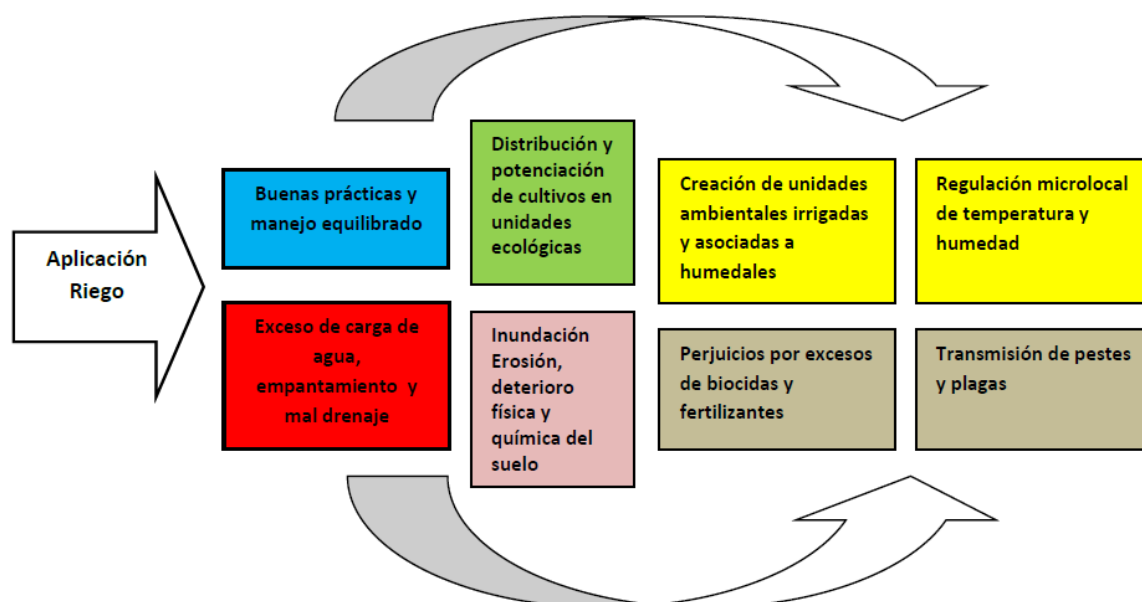 Aplicación
Riego
Buenas prácticas y
manejo equilibrado
Distribución y
potenciación
de cultivos en
unidades
ecológicas
Creación de unidades
ambientales irrigadas
y asociadas a
humedales
Regulación microlocal
de temperatura y
humedad
Exceso de carga de
agua,
empantamiento y
mal drenaje
Inundación
Erosión,
deterioro
física y
química del
suelo
Perjuicios por excesos
de biocidas y
fertilizantes
Transmisión de pestes
y plagas